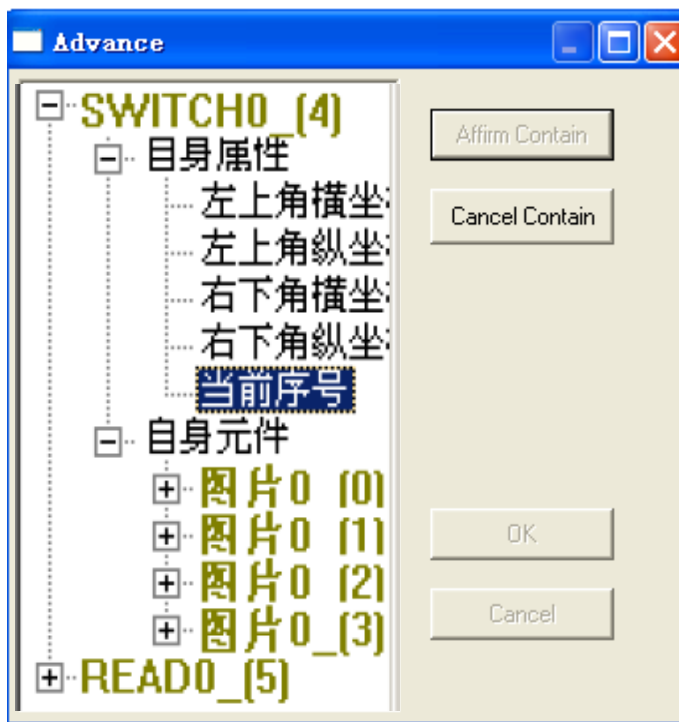 Advance
SWITCH0_(4)
自身属性
左上角横坐
左上角纵坐
右下角横坐
右下角纵坐
当前序号
自身元件
图片0_(0)
图片0_(1)
图片0_(2)
图片0_(3)
READ0_(5)
Affirm Contain
Cancel Contain
OK
Cancel